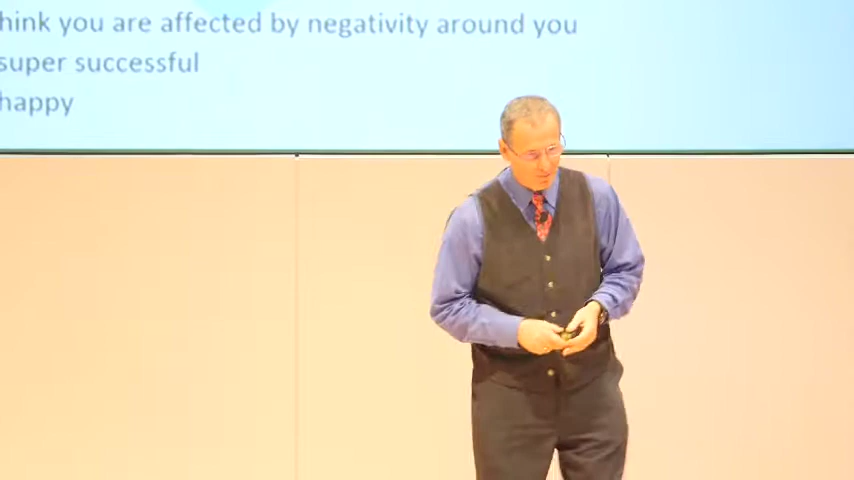 hink you are affected by negativity around you
super successful
happy